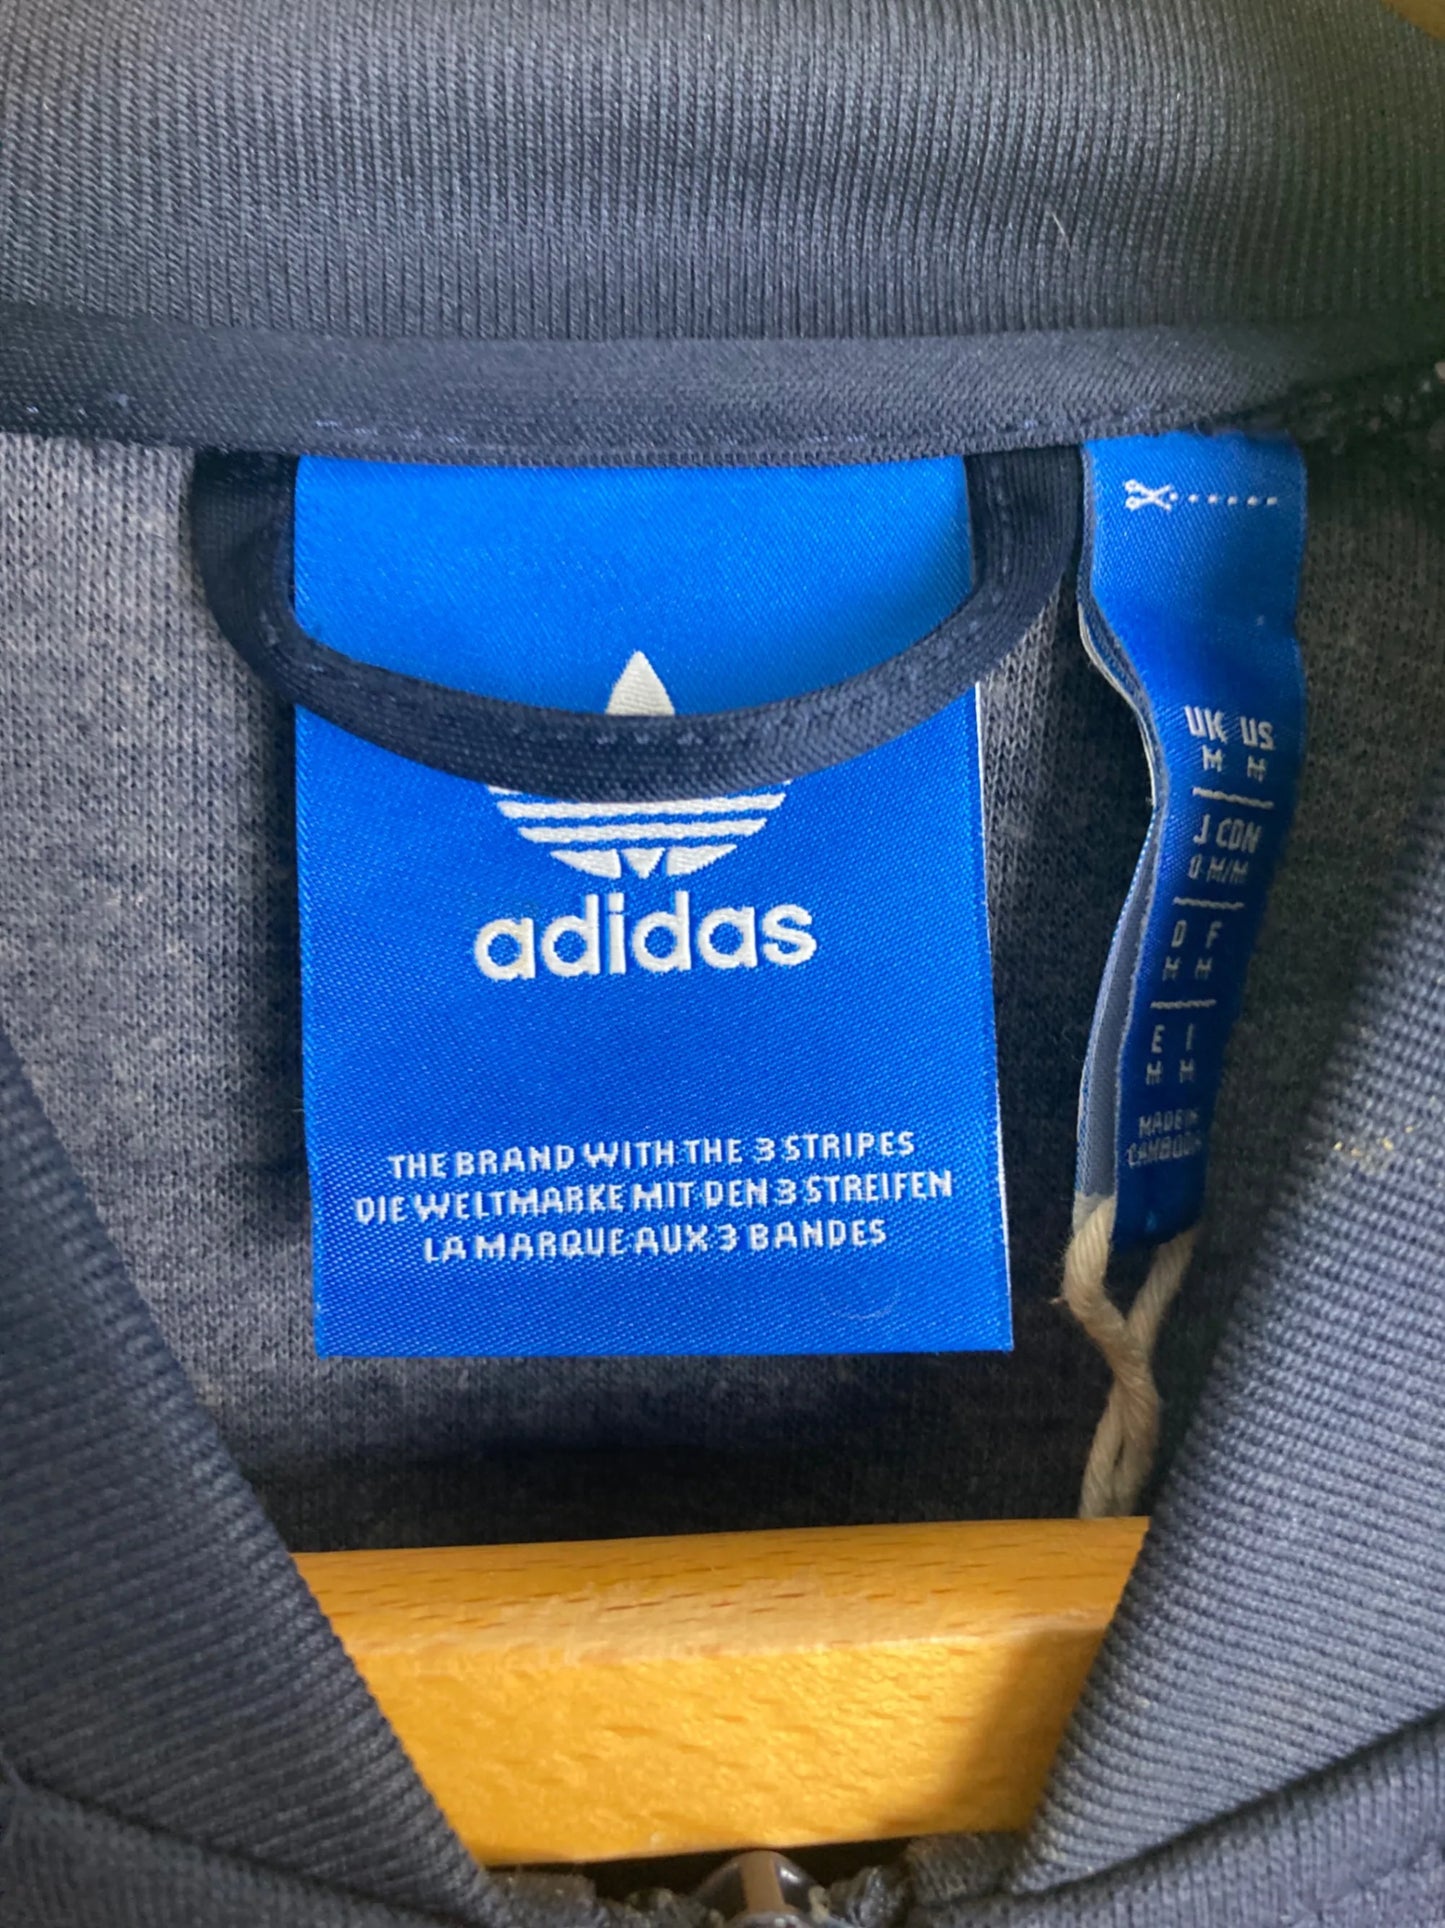 adidas
THE BRAND WITH THE 3 STRIPES
DIE WELTMARKE MIT DEN 3 STREIFEN
LA MARQUE AUX 3 BANDES
UK US
M M
J CDN
O M/M
D F
M M
E I
M M
MADE IN
CAMBODIA